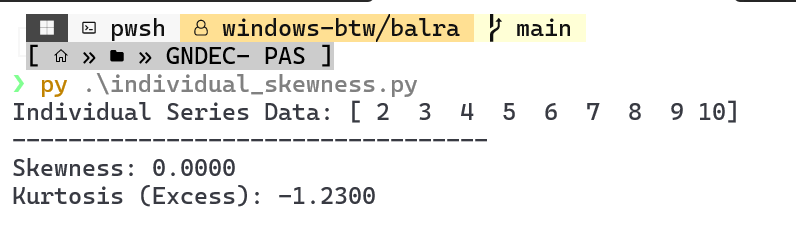 pwsh windows-btw/balra main
[ » » GNDEC- PAS ]
❯ py .\individual_skewness.py
Individual Series Data: [ 2  3  4  5  6  7  8  9 10]
----------------------------------
Skewness: 0.0000
Kurtosis (Excess): -1.2300